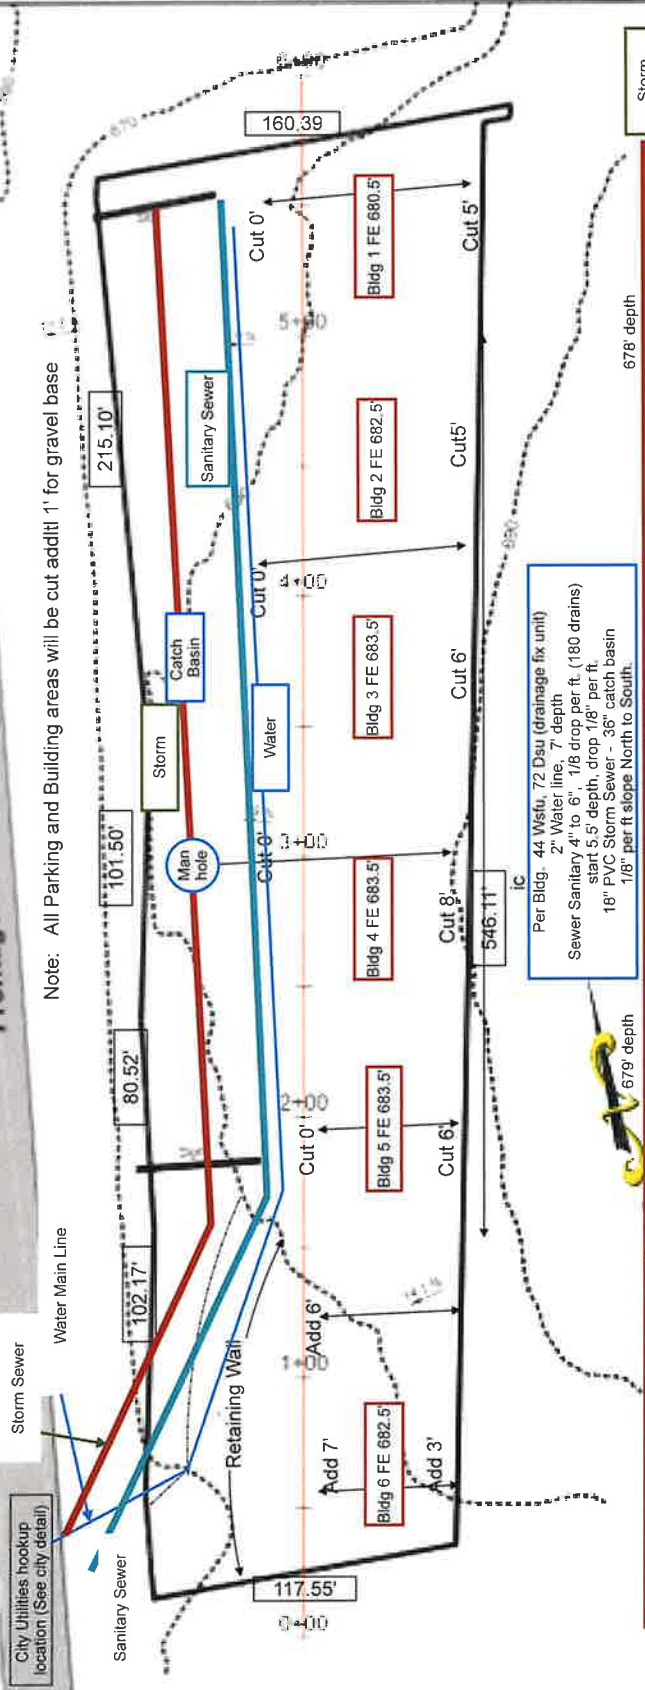 City Utilities hookup
location (See city detail)
Storm Sewer
Water Main Line
Sanitary Sewer
Note: All Parking and Building areas will be cut addltl 1' for gravel base
102.17'
80.52'
101.50'
215.10'
160.39
117.55'
546.11'
670
690
Storm
Catch
Basin
Sanitary Sewer
Man
hole
Water
Retaining Wall
0+00
1+00
2+00
3+00
4+00
5+00
Add 7'
Add 6'
Cut 0'
Cut 0'
Cut 0'
Cut 0'
Bldg 6 FE 682.5'
Bldg 5 FE 683.5'
Bldg 4 FE 683.5'
Bldg 3 FE 683.5'
Bldg 2 FE 682.5'
Bldg 1 FE 680.5'
Add 3'
Cut 6'
Cut 8'
Cut 6'
Cut5'
Cut 5'
ic
Per Bldg. 44 Wsfu, 72 Dsu (drainage fix unit)
2" Water line, 7' depth
Sewer Sanitary 4" to 6", 1/8 drop per ft. (180 drains)
start 5.5' depth, drop 1/8" per ft.
18" PVC Storm Sewer - 36" catch basin
1/8" per ft slope North to South.
679' depth
678' depth
Storm